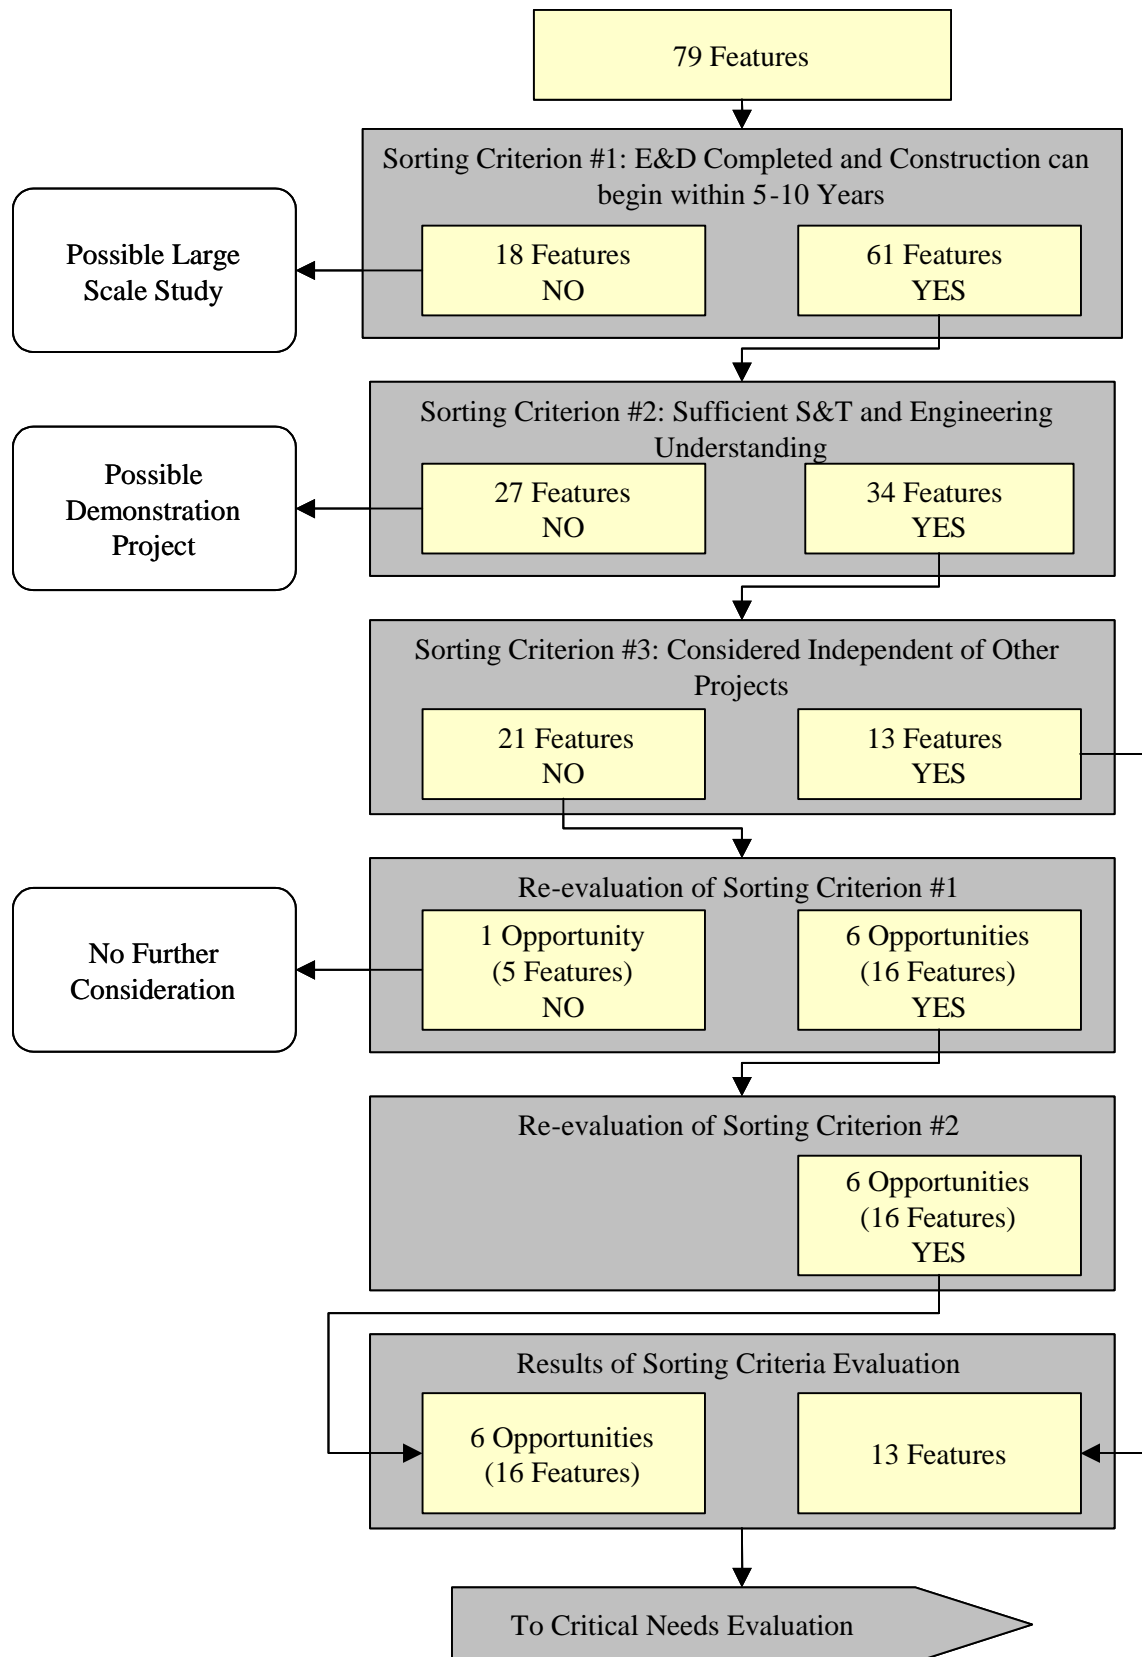 79 Features
Sorting Criterion #1: E&D Completed and Construction can
begin within 5-10 Years
Possible Large
Scale Study
18 Features
NO
61 Features
YES
Sorting Criterion #2: Sufficient S&T and Engineering
Understanding
Possible
Demonstration
Project
27 Features
NO
34 Features
YES
Sorting Criterion #3: Considered Independent of Other
Projects
21 Features
NO
13 Features
YES
Re-evaluation of Sorting Criterion #1
No Further
Consideration
1 Opportunity
(5 Features)
NO
6 Opportunities
(16 Features)
YES
Re-evaluation of Sorting Criterion #2
6 Opportunities
(16 Features)
YES
Results of Sorting Criteria Evaluation
6 Opportunities
(16 Features)
13 Features
To Critical Needs Evaluation